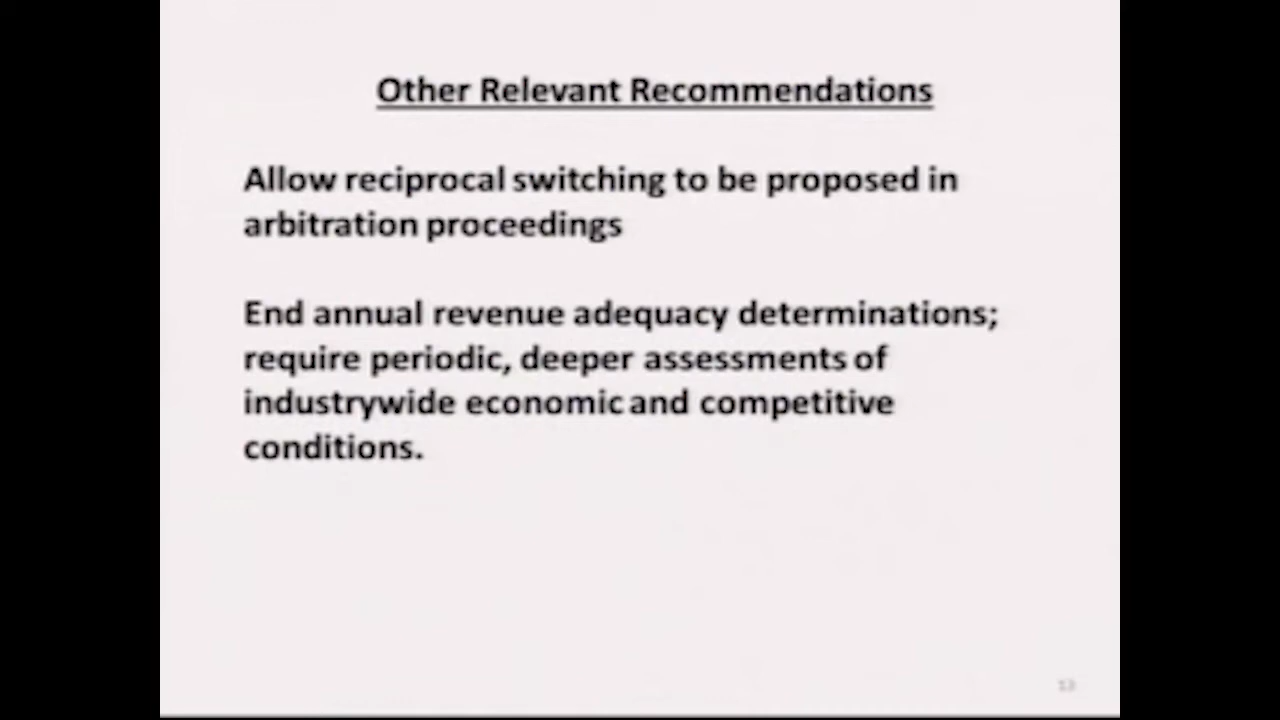 Other Relevant Recommendations
Allow reciprocal switching to be proposed in
arbitration proceedings
End annual revenue adequacy determinations;
require periodic, deeper assessments of
industrywide economic and competitive
conditions.
13